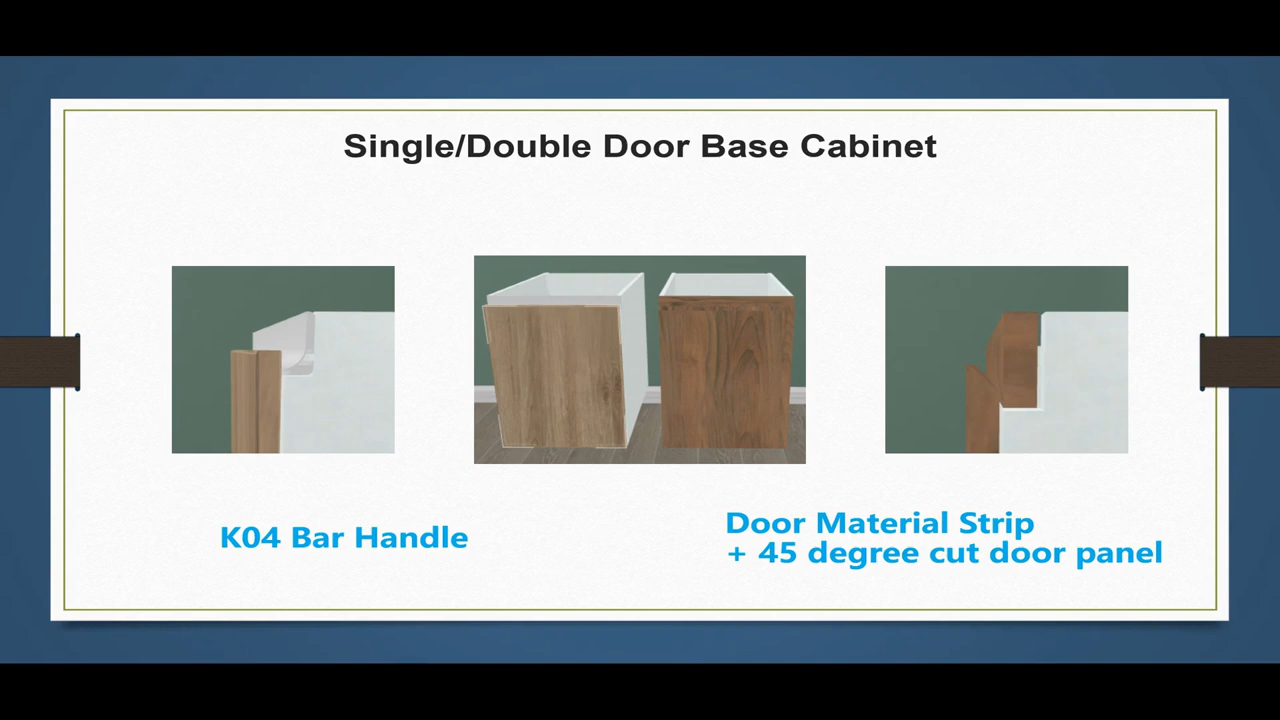 Single/Double Door Base Cabinet
K04 Bar Handle
Door Material Strip
+ 45 degree cut door panel